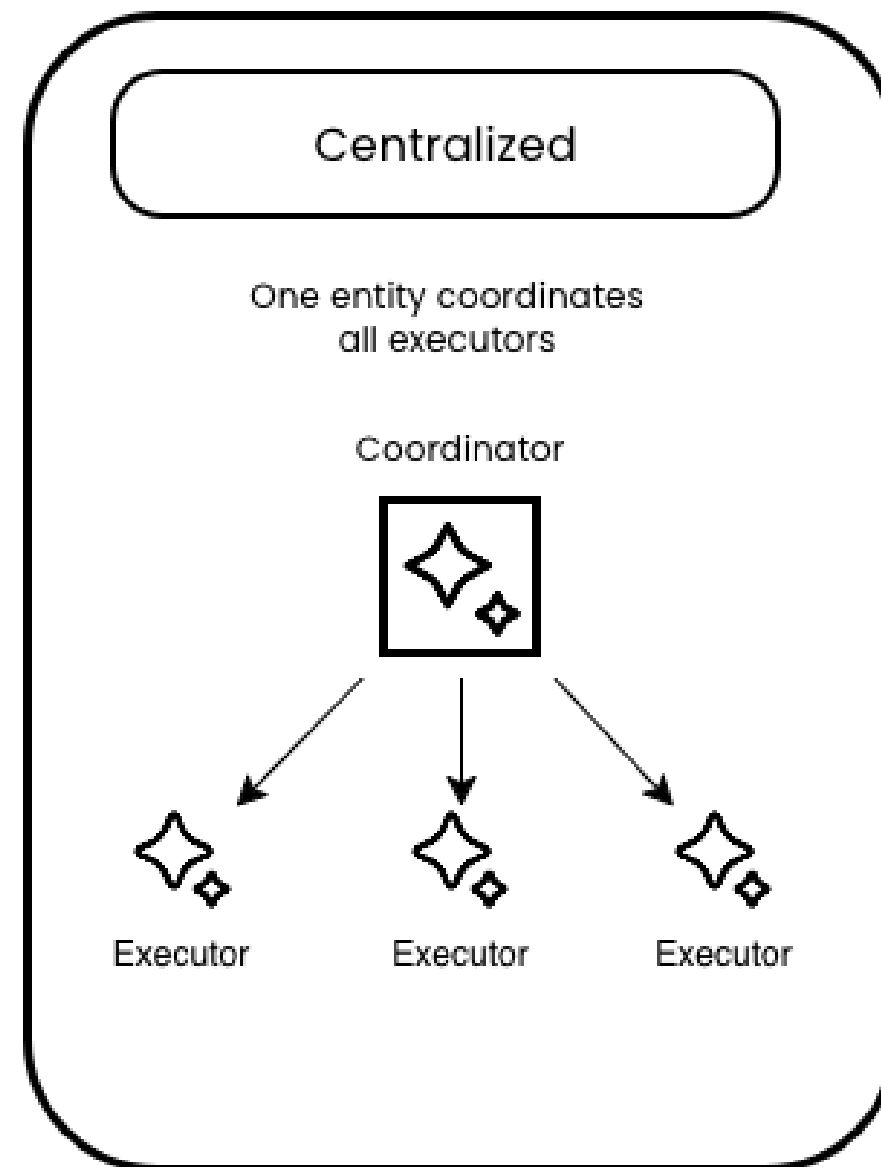 Centralized
One entity coordinates
all executors
Coordinator
Executor
Executor
Executor